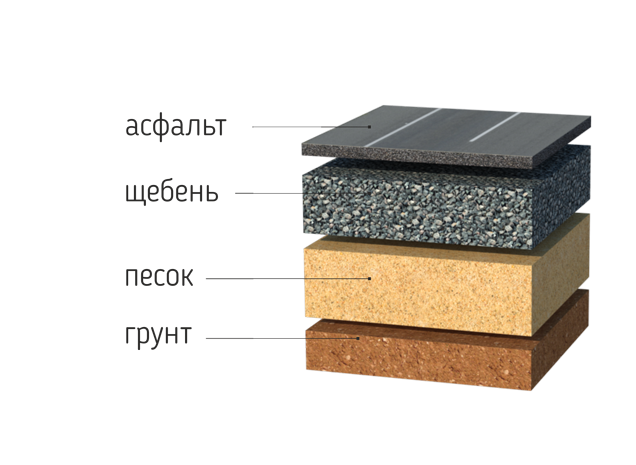 асфальт
щебень
песок
грунт